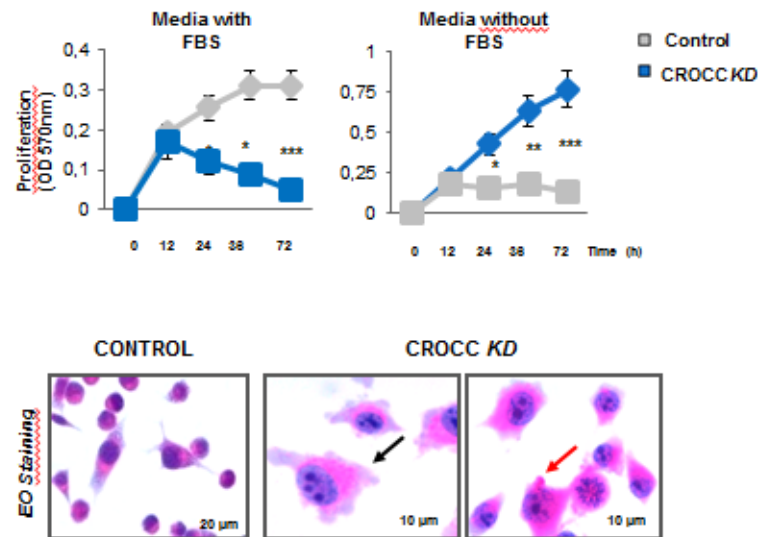 Media with
FBS
Media without
FBS
Control
CROCC KD
Proliferation
(OD 570nm)
0,4
0,3
0,2
0,1
0
* * ***
0 12 24 36 72
1
0,75
0,5
0,25
0
* ** ***
0 12 24 36 72 Time (h)
CONTROL
CROCC KD
EO Staining
20 µm
10 µm
10 µm